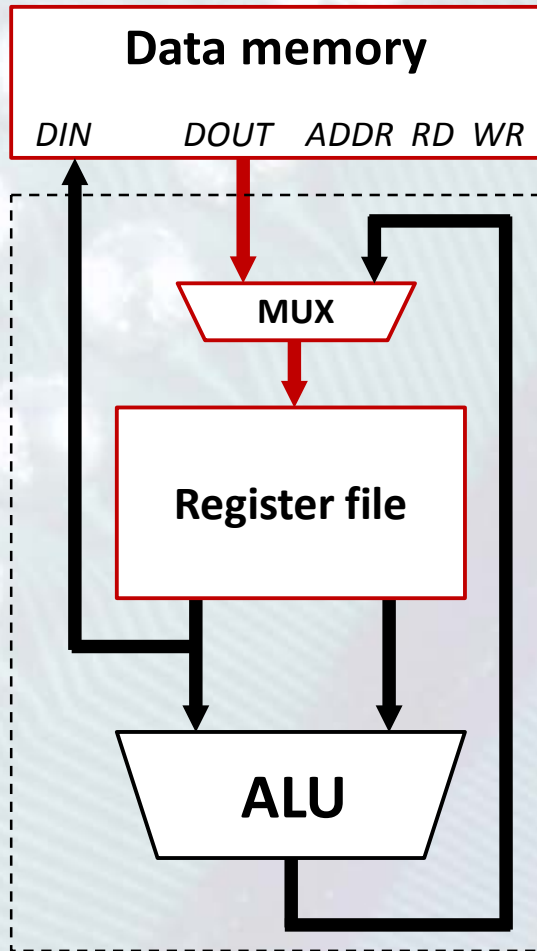 Data memory
DIN DOUT ADDR RD WR
MUX
Register file
ALU